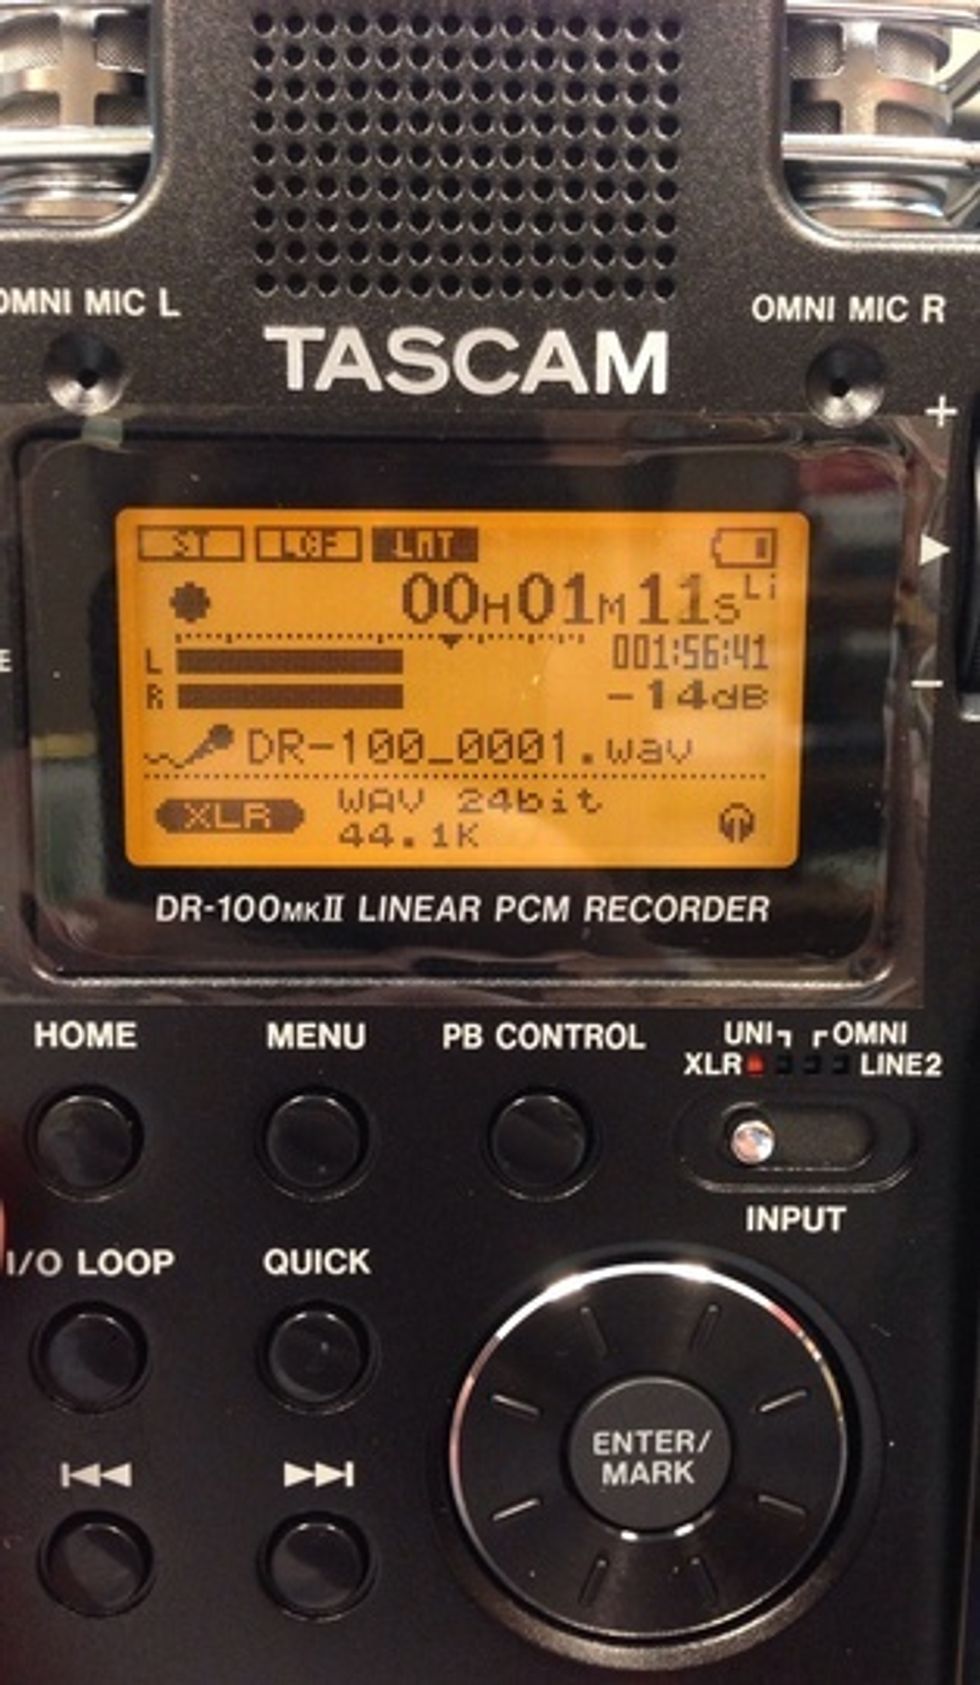 OMNI MIC L
OMNI MIC R
TASCAM
+
ST LCF LMT
00H01M11S Li
L 001:56:41
R -14dB
DR-100_0001.wav
XLR WAV 24bit
44.1K
E
-
DR-100MKII LINEAR PCM RECORDER
HOME MENU PB CONTROL
UNI OMNI
XLR LINE2
INPUT
I/O LOOP QUICK
ENTER/
MARK